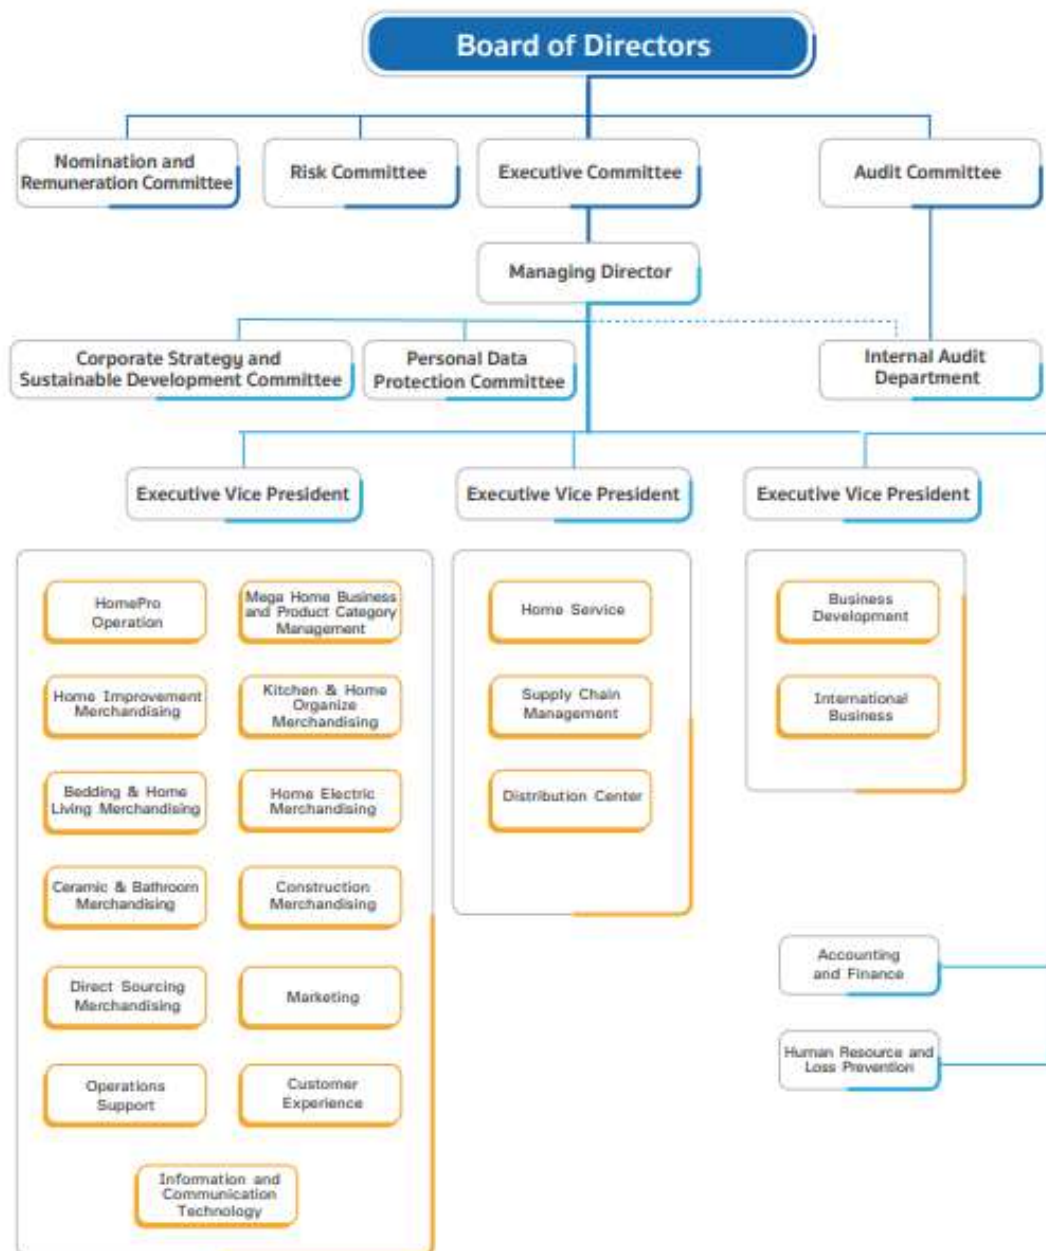 Board of Directors
Nomination and
Remuneration Committee
Risk Committee
Executive Committee
Audit Committee
Managing Director
Corporate Strategy and
Sustainable Development Committee
Personal Data
Protection Committee
Internal Audit
Department
Executive Vice President
Executive Vice President
Executive Vice President
HomePro
Operation
Mega Home Business
and Product Category
Management
Home Improvement
Merchandising
Kitchen & Home
Organize
Merchandising
Bedding & Home
Living Merchandising
Home Electric
Merchandising
Ceramic & Bathroom
Merchandising
Construction
Merchandising
Direct Sourcing
Merchandising
Marketing
Operations
Support
Customer
Experience
Information and
Communication
Technology
Home Service
Supply Chain
Management
Distribution Center
Business
Development
International
Business
Accounting
and Finance
Human Resource and
Loss Prevention